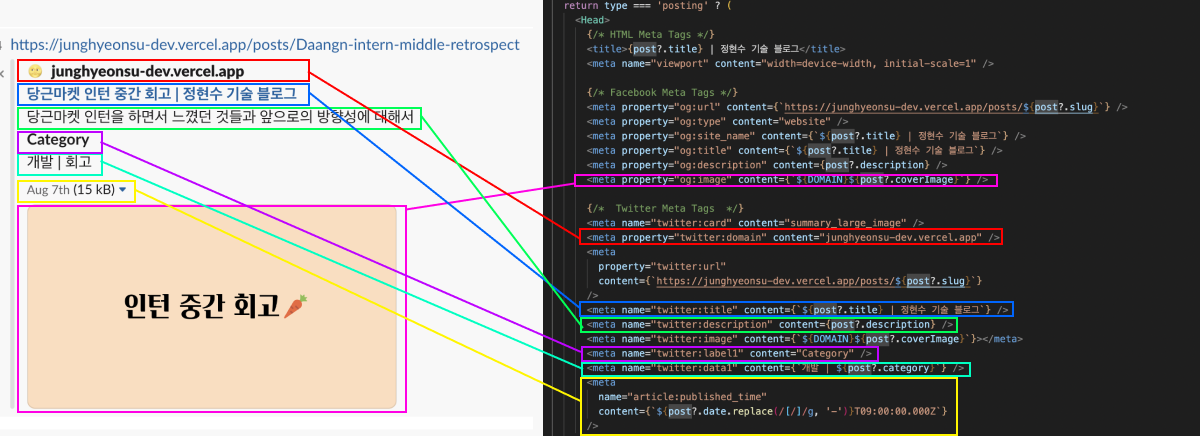 https://junghyeonsu-dev.vercel.app/posts/Daangn-intern-middle-retrospect
junghyeonsu-dev.vercel.app
당근마켓 인턴 중간 회고 | 정현수 기술 블로그
당근마켓 인턴을 하면서 느꼈던 것들과 앞으로의 방향성에 대해서
Category
개발 | 회고
Aug 7th (15 kB)
인턴 중간 회고
return type === 'posting' ? (
<Head>
{/* HTML Meta Tags */}
<title>{post?.title} | 정현수 기술 블로그</title>
<meta name="viewport" content="width=device-width, initial-scale=1" />
{/* Facebook Meta Tags */}
<meta property="og:url" content={`https://junghyeonsu-dev.vercel.app/posts/${post?.slug}`} />
<meta property="og:type" content="website" />
<meta property="og:site_name" content={`${post?.title} | 정현수 기술 블로그`} />
<meta property="og:title" content={`${post?.title} | 정현수 기술 블로그`} />
<meta property="og:description" content={post?.description} />
<meta property="og:image" content={`${DOMAIN}${post?.coverImage}`} />
{/*  Twitter Meta Tags  */}
<meta name="twitter:card" content="summary_large_image" />
<meta property="twitter:domain" content="junghyeonsu-dev.vercel.app" />
<meta
property="twitter:url"
content={`https://junghyeonsu-dev.vercel.app/posts/${post?.slug}`}
/>
<meta name="twitter:title" content={`${post?.title} | 정현수 기술 블로그`} />
<meta name="twitter:description" content={post?.description} />
<meta name="twitter:image" content={`${DOMAIN}${post?.coverImage}`}></meta>
<meta name="twitter:label1" content="Category" />
<meta name="twitter:data1" content={`개발 | ${post?.category}`} />
<meta
name="article:published_time"
content={`${post?.date.replace(/[/]/g, '-')}T09:00:00.000Z`}
/>